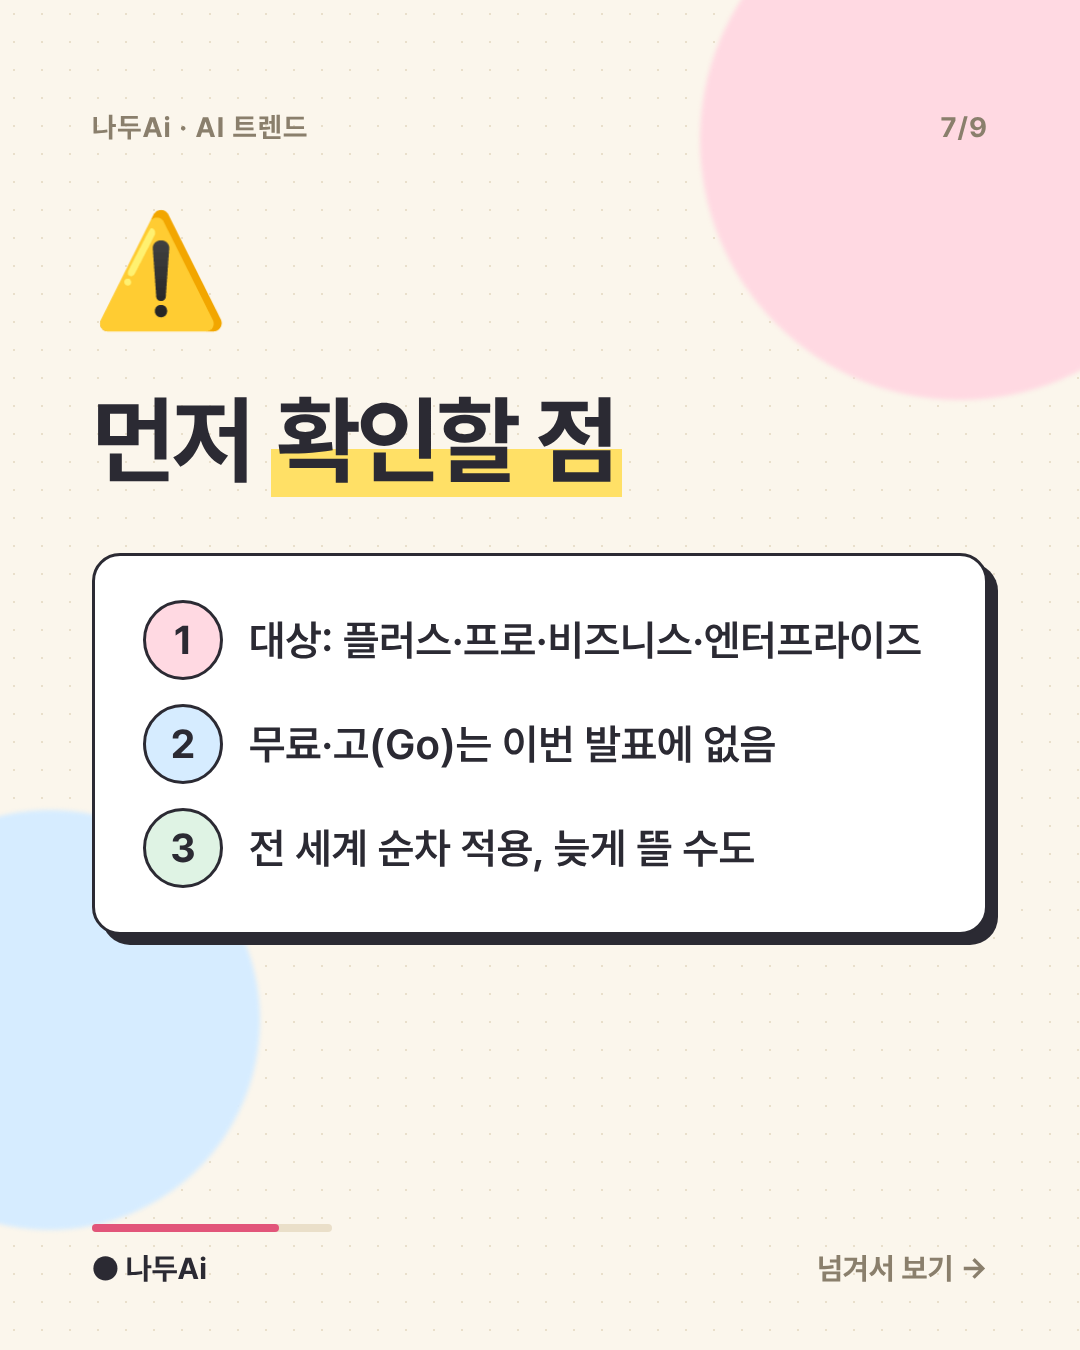 나두Ai · AI 트렌드
7/9
먼저 확인할 점
1 대상: 플러스·프로·비즈니스·엔터프라이즈
2 무료·고(Go)는 이번 발표에 없음
3 전 세계 순차 적용, 늦게 뜰 수도
나두Ai
넘겨서 보기 →